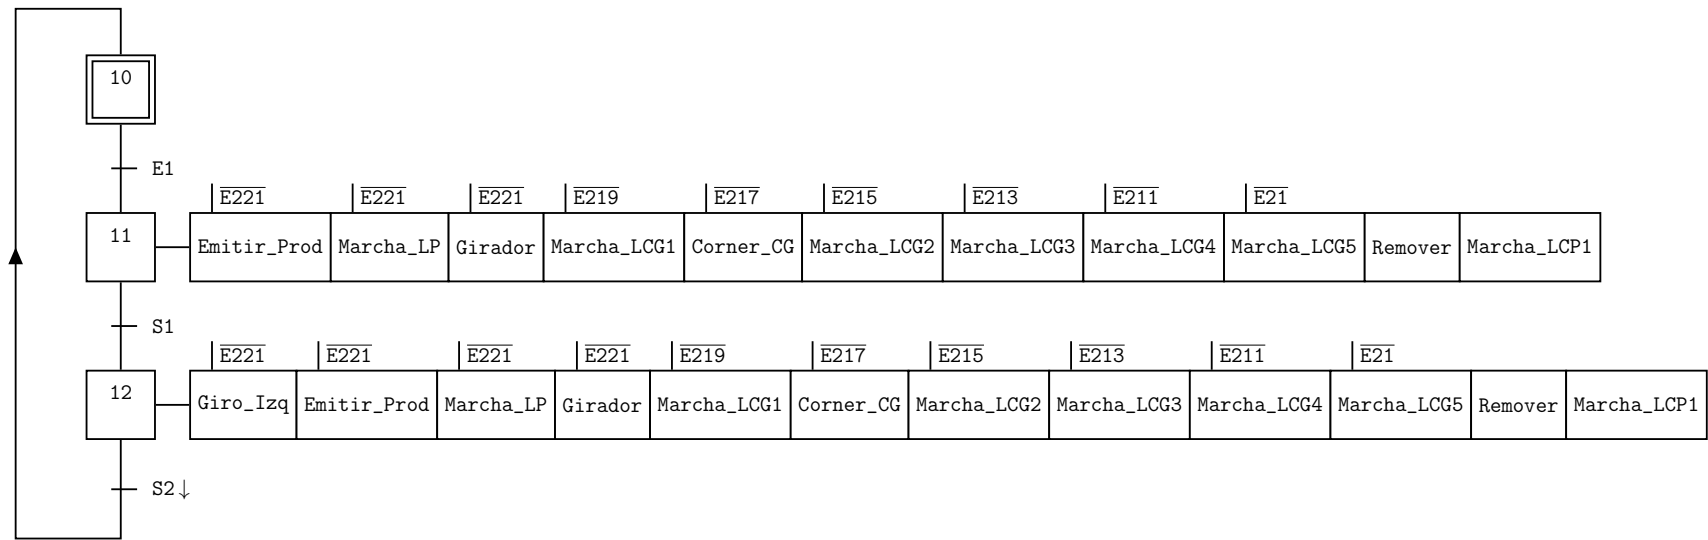 10
E1
E221 E221 E221 E219 E217 E215 E213 E211 E21
11 Emitir_Prod Marcha_LP Girador Marcha_LCG1 Corner_CG Marcha_LCG2 Marcha_LCG3 Marcha_LCG4 Marcha_LCG5 Remover Marcha_LCP1
S1
E221 E221 E221 E221 E219 E217 E215 E213 E211 E21
12 Giro_Izq Emitir_Prod Marcha_LP Girador Marcha_LCG1 Corner_CG Marcha_LCG2 Marcha_LCG3 Marcha_LCG4 Marcha_LCG5 Remover Marcha_LCP1
S2↓